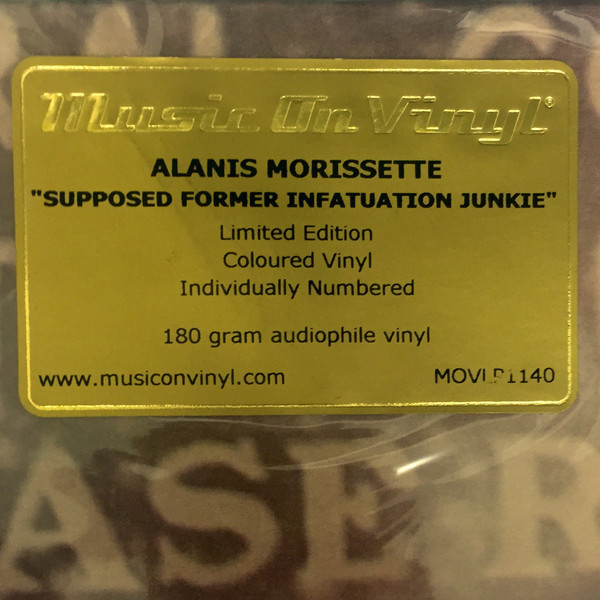 Music On Vinyl®
ALANIS MORISSETTE
"SUPPOSED FORMER INFATUATION JUNKIE"
Limited Edition
Coloured Vinyl
Individually Numbered
180 gram audiophile vinyl
www.musiconvinyl.com MOVLP1140
ASE R